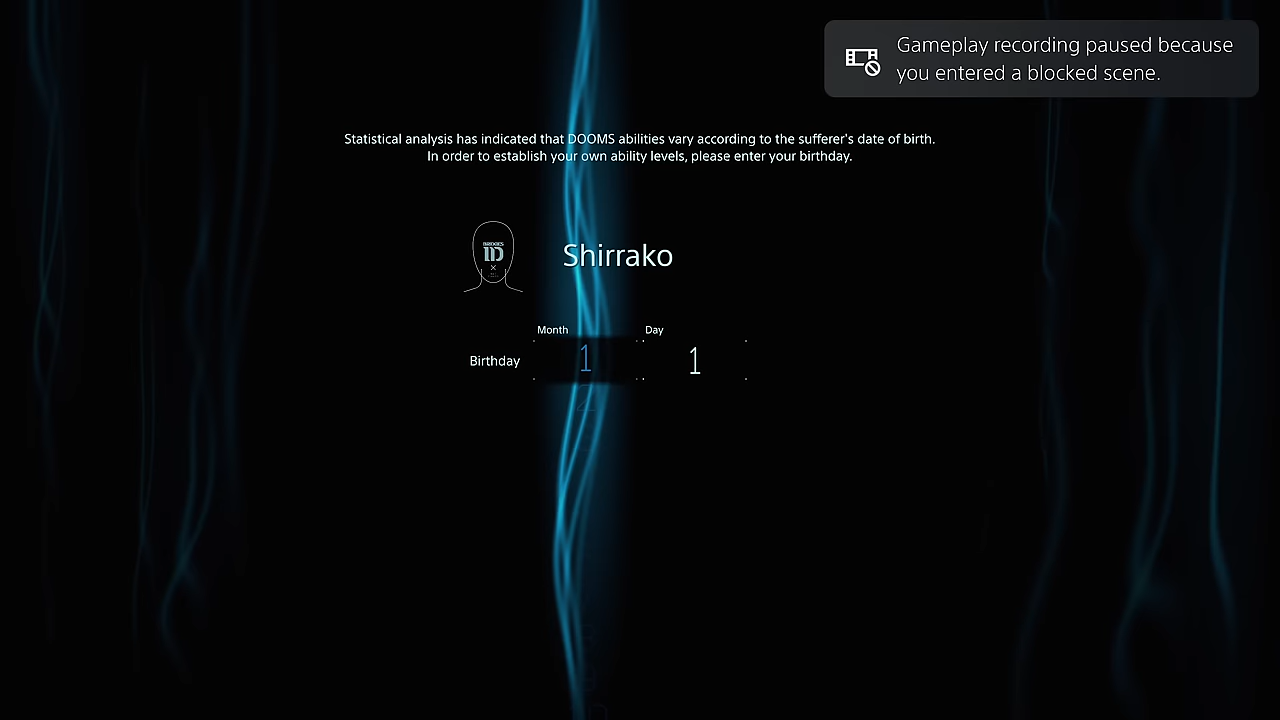 Gameplay recording paused because
you entered a blocked scene.
Statistical analysis has indicated that DOOMS abilities vary according to the sufferer's date of birth.
In order to establish your own ability levels, please enter your birthday.
BRIDGES
Shirrako
Month
Day
Birthday
1
1
2